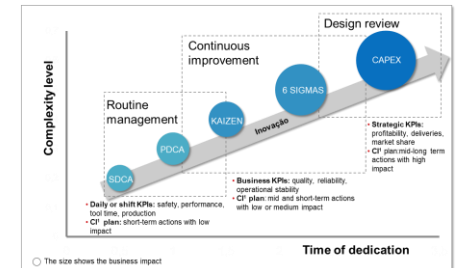 Design review
Continuous
improvement
CAPEX
6 SIGMAS
Routine
management
KAIZEN
Inovação
PDCA
SDCA
Complexity level
• Strategic KPIs:
profitability, deliveries,
market share
• CI¹ plan:mid-long term
actions with high
impact
• Business KPIs: quality, reliability,
operational stability
• CI¹ plan: mid and short-term actions
with low or medium impact
• Daily or shift KPIs: safety, performance,
tool time, production
• CI¹ plan: short-term actions with low
impact
Time of dedication
The size shows the business impact